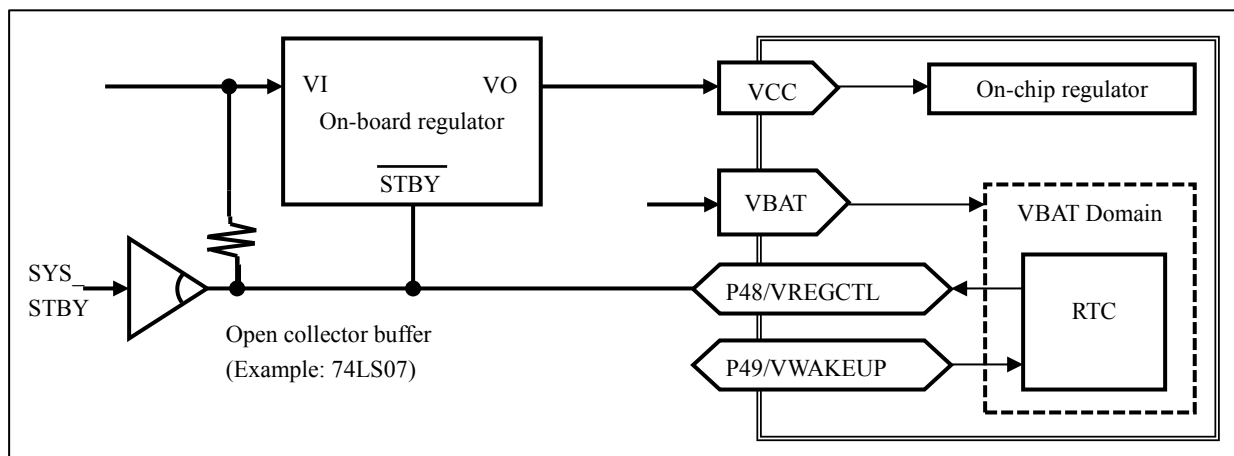 VI
VO
On-board regulator
STBY
VCC
On-chip regulator
VBAT
VBAT Domain
SYS_
STBY
P48/VREGCTL
RTC
Open collector buffer
(Example: 74LS07)
P49/VWAKEUP